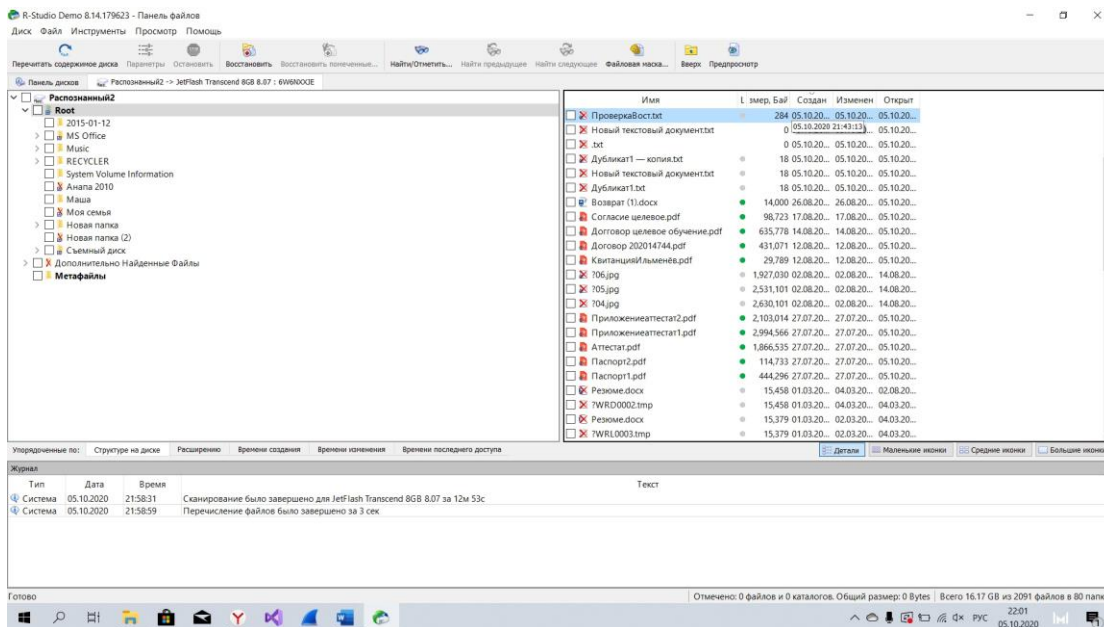 R-Studio Demo 8.14.179623 - Панель файлов
Диск Файл Инструменты Просмотр Помощь
Перечитать содержимое диска Параметры Остановить Восстановить Восстановить помеченные... Найти/Отметить... Найти предыдущее Найти следующее Файловая маска... Вверх Предпросмотр
Панель дисков Распознанный2 -> JetFlash Transcend 8GB 8.07 : 6W6NXXJE
Распознанный2
Root
2015-01-12
MS Office
Music
RECYCLER
System Volume Information
Анапа 2010
Маша
Моя семья
Новая папка
Новая папка (2)
Съемный диск
Дополнительно Найденные Файлы
Метафайлы
Имя L змер, Бай Создан Изменен Открыт
ПроверкаВост.txt 284 05.10.20... 05.10.20... 05.10.20...
Новый текстовый документ.txt 0 05.10.2020 21:43:13 05.10.20...
.txt 0 05.10.20... 05.10.20... 05.10.20...
Дубликат1 — копия.txt 18 05.10.20... 05.10.20... 05.10.20...
Новый текстовый документ.txt 18 05.10.20... 05.10.20... 05.10.20...
Дубликат1.txt 18 05.10.20... 05.10.20... 05.10.20...
Возврат (1).docx 14,000 26.08.20... 26.08.20... 05.10.20...
Согласие целевое.pdf 98,723 17.08.20... 17.08.20... 05.10.20...
Догговор целевое обучение.pdf 635,778 14.08.20... 14.08.20... 05.10.20...
Договор 202014744.pdf 431,071 12.08.20... 12.08.20... 05.10.20...
КвитанцияИльменёв.pdf 29,789 12.08.20... 12.08.20... 05.10.20...
?06.jpg 1,927,030 02.08.20... 02.08.20... 14.08.20...
?05.jpg 2,531,101 02.08.20... 02.08.20... 14.08.20...
?04.jpg 2,630,101 02.08.20... 02.08.20... 14.08.20...
Приложениеаттестат2.pdf 2,103,014 27.07.20... 27.07.20... 05.10.20...
Приложениеаттестат1.pdf 2,994,566 27.07.20... 27.07.20... 05.10.20...
Аттестат.pdf 1,866,535 27.07.20... 27.07.20... 05.10.20...
Паспорт2.pdf 114,733 27.07.20... 27.07.20... 05.10.20...
Паспорт1.pdf 444,296 27.07.20... 27.07.20... 05.10.20...
Резюме.docx 15,458 01.03.20... 04.03.20... 02.08.20...
?WRD0002.tmp 15,458 01.03.20... 04.03.20... 04.03.20...
Резюме.docx 15,379 01.03.20... 02.03.20... 04.03.20...
?WRL0003.tmp 15,379 01.03.20... 02.03.20... 04.03.20...
Упорядоченные по: Структуре на диске Расширению Времени создания Времени изменения Времени последнего доступа Детали Маленькие иконки Средние иконки Большие иконк
Журнал
Тип Дата Время Текст
Система 05.10.2020 21:58:31 Сканирование было завершено для JetFlash Transcend 8GB 8.07 за 12м 53с
Система 05.10.2020 21:58:59 Перечисление файлов было завершено за 3 сек
Готово Отмечено: 0 файлов и 0 каталогов. Общий размер: 0 Bytes Всего 16.17 GB из 2091 файлов в 80 папк
РУС 22:01
05.10.2020